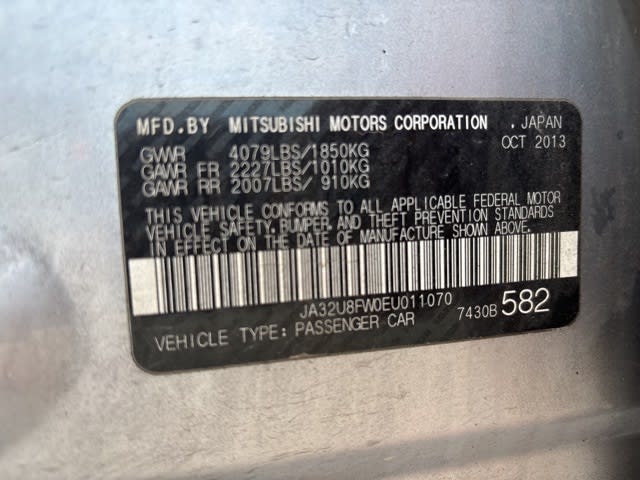 MFD.BY MITSUBISHI MOTORS CORPORATION . JAPAN
GVWR 4079LBS/1850KG OCT 2013
GAWR FR 2227LBS/1010KG
GAWR RR 2007LBS/ 910KG
THIS VEHICLE CONFORMS TO ALL APPLICABLE FEDERAL MOTOR
VEHICLE SAFETY, BUMPER, AND THEFT PREVENTION STANDARDS
IN EFFECT ON THE DATE OF MANUFACTURE SHOWN ABOVE.
JA32U8FW0EU011070
VEHICLE TYPE: PASSENGER CAR 7430B 582